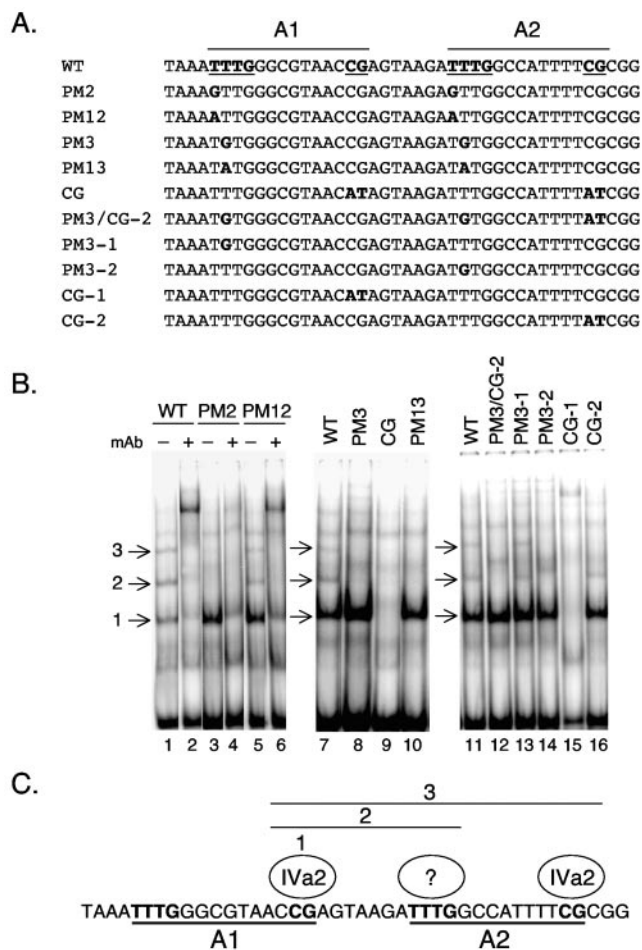 A.
A1 A2
WT TAAATTTGGGCGTAACCGAGTAAGATTTGGCCATTTTCGCGG
PM2 TAAAGTTGGGCGTAACCGAGTAAGAGTTGGCCATTTTCGCGG
PM12 TAAAATTGGGCGTAACCGAGTAAGAATTGGCCATTTTCGCGG
PM3 TAAATGTGGGCGTAACCGAGTAAGATGTGGCCATTTTCGCGG
PM13 TAAATATGGGCGTAACCGAGTAAGATATGGCCATTTTCGCGG
CG TAAATTTGGGCGTAACATAGTAAGATTTGGCCATTTTATCGG
PM3/CG-2 TAAATGTGGGCGTAACCGAGTAAGATGTGGCCATTTTATCGG
PM3-1 TAAATGTGGGCGTAACCGAGTAAGATTTGGCCATTTTCGCGG
PM3-2 TAAATTTGGGCGTAACCGAGTAAGATGTGGCCATTTTCGCGG
CG-1 TAAATTTGGGCGTAACATAGTAAGATTTGGCCATTTTCGCGG
CG-2 TAAATTTGGGCGTAACCGAGTAAGATTTGGCCATTTTATCGG
B.
WT PM2 PM12
mAb – + – + – +
WT PM3 CG PM13
WT PM3/CG-2 PM3-1 PM3-2 CG-1 CG-2
3
2
1
1 2 3 4 5 6 7 8 9 10 11 12 13 14 15 16
C.
3
2
1
IVa2 ? IVa2
TAAATTTGGGCGTAACCGAGTAAGATTTGGCCATTTTCGCGG
A1 A2